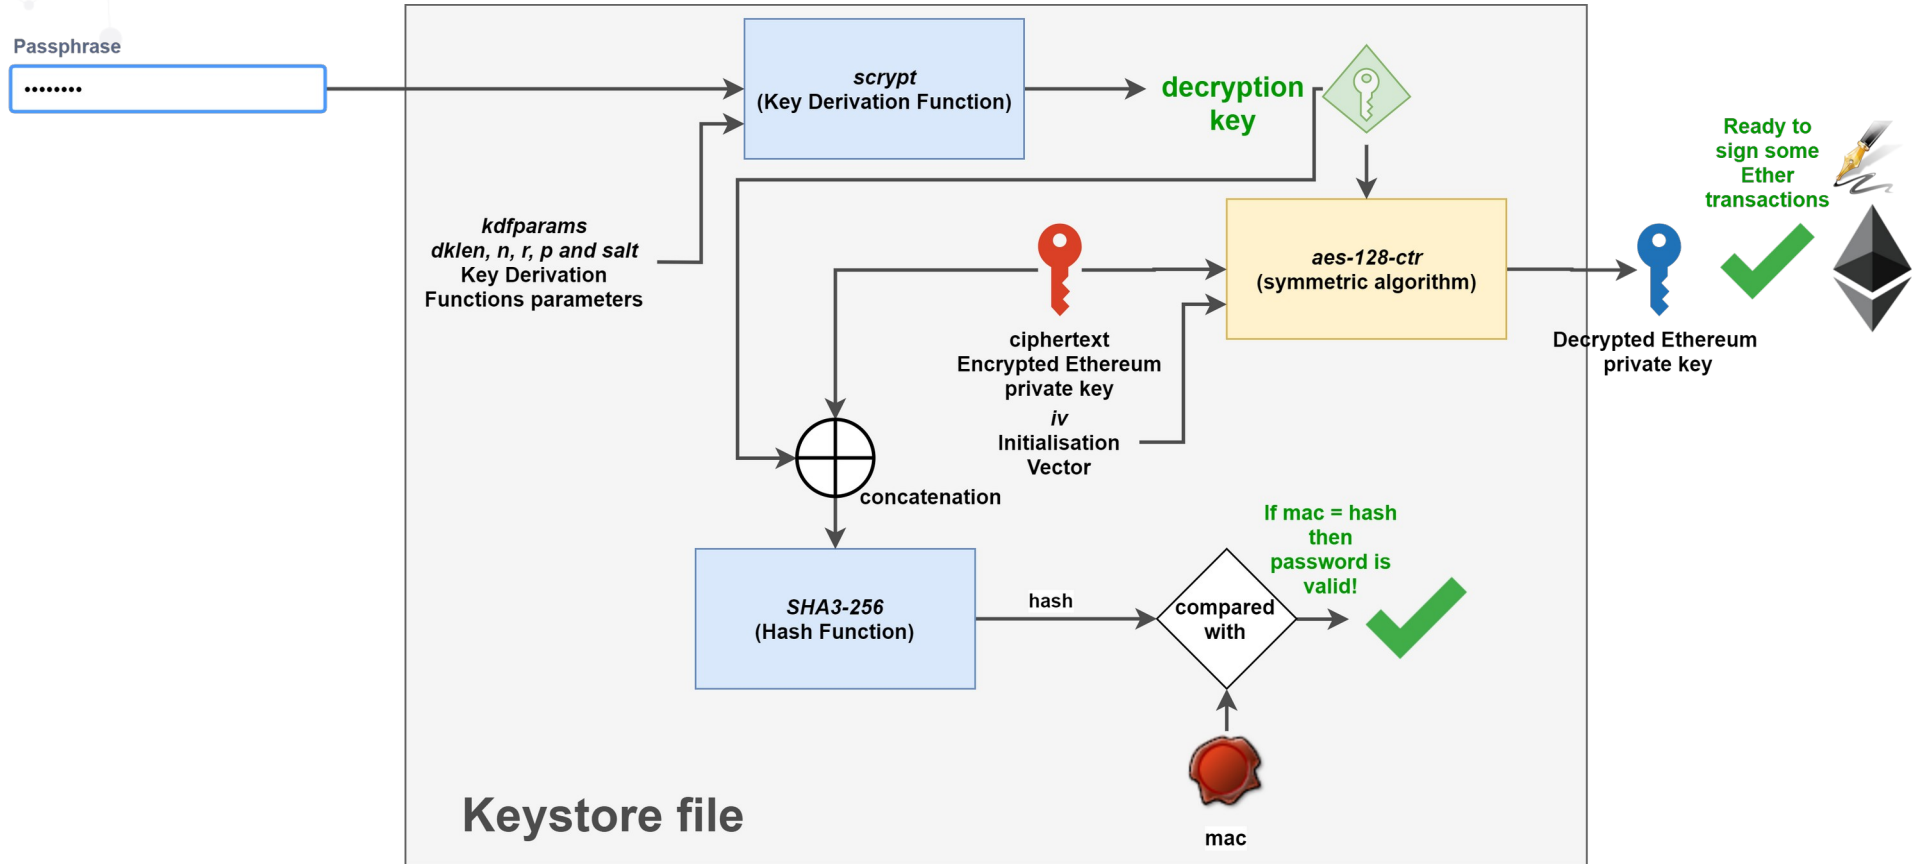 Passphrase
••••••••
scrypt
(Key Derivation Function)
decryption
key
Ready to
sign some
Ether
transactions
kdfparams
dklen, n, r, p and salt
Key Derivation
Functions parameters
aes-128-ctr
(symmetric algorithm)
ciphertext
Encrypted Ethereum
private key
iv
Initialisation
Vector
Decrypted Ethereum
private key
concatenation
SHA3-256
(Hash Function)
hash
compared
with
If mac = hash
then
password is
valid!
mac
Keystore file